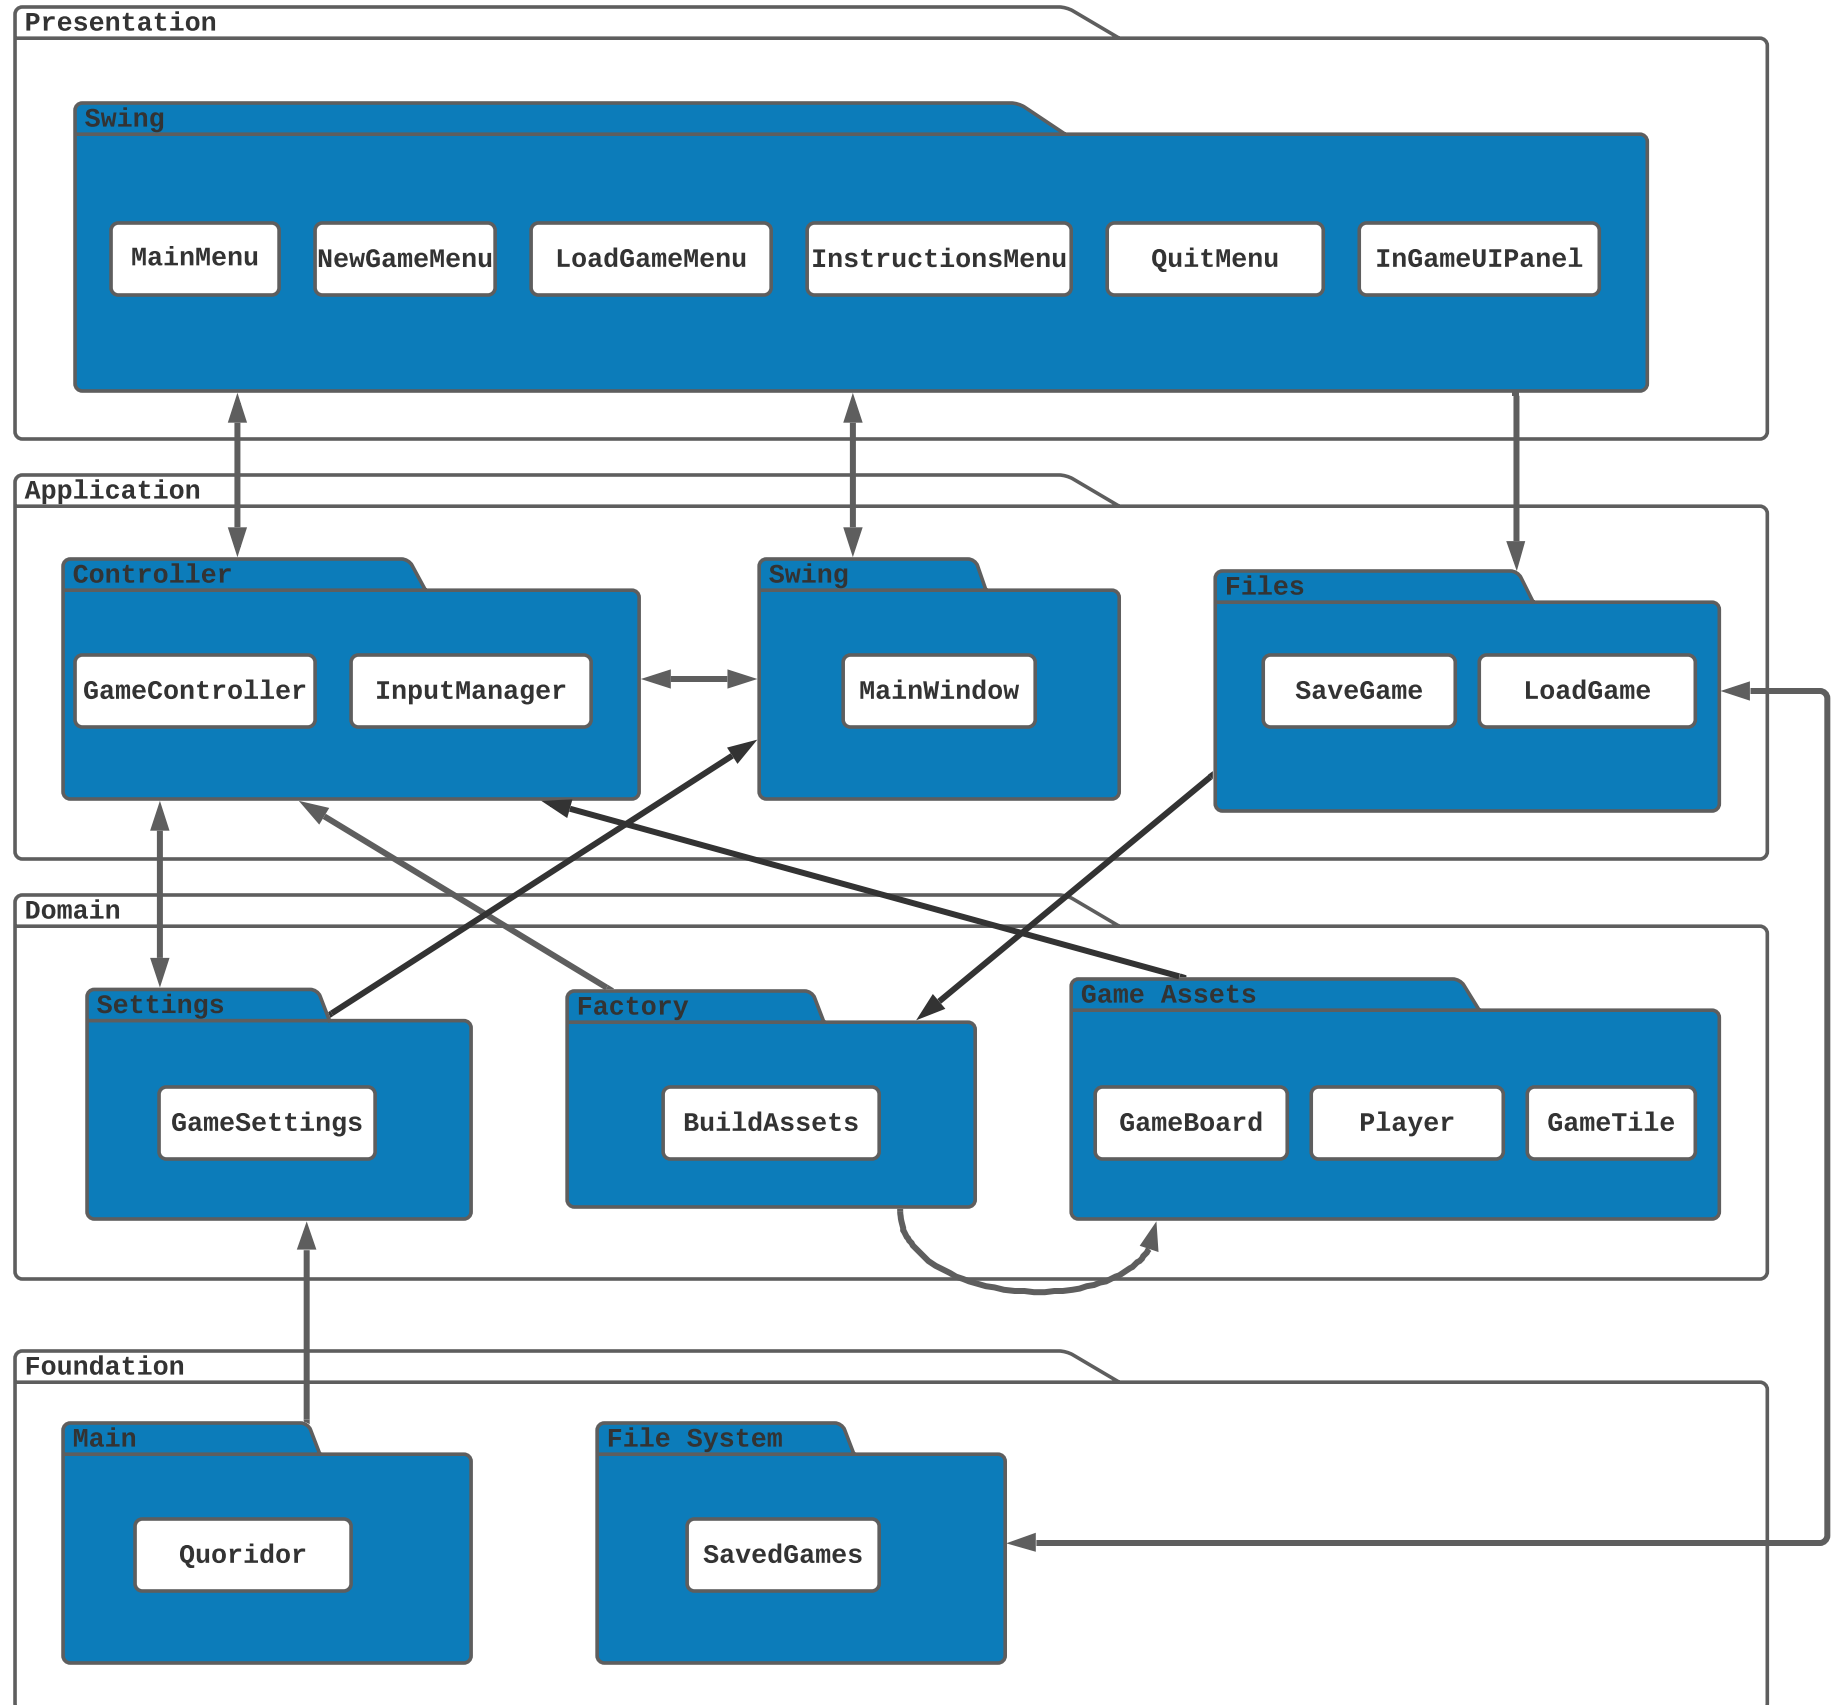 Presentation
Swing
MainMenu
NewGameMenu
LoadGameMenu
InstructionsMenu
QuitMenu
InGameUIPanel
Application
Controller
GameController
InputManager
Swing
MainWindow
Files
SaveGame
LoadGame
Domain
Settings
GameSettings
Factory
BuildAssets
Game Assets
GameBoard
Player
GameTile
Foundation
Main
Quoridor
File System
SavedGames